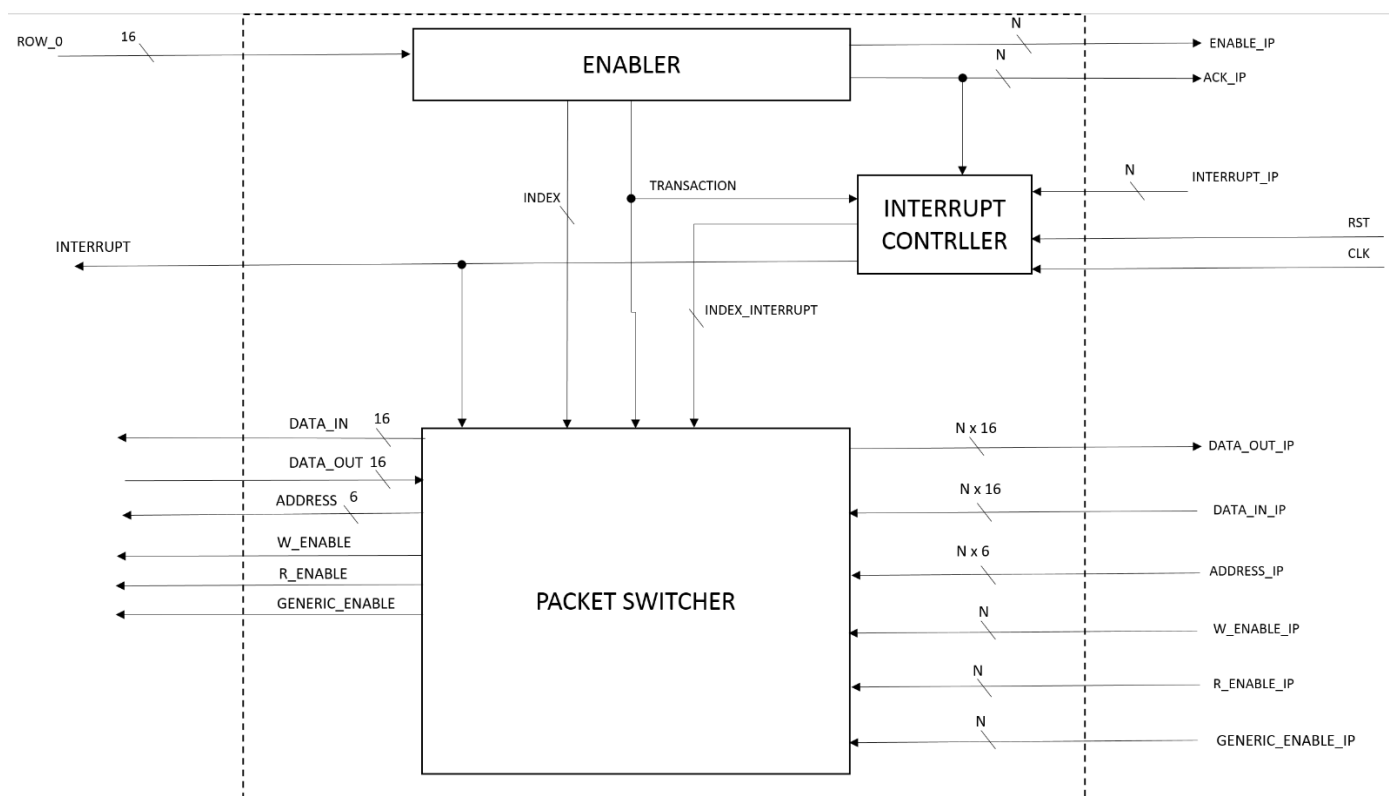 ROW_0
16
ENABLER
N
ENABLE_IP
N
ACK_IP
INDEX
TRANSACTION
INTERRUPT
CONTRLLER
N
INTERRUPT_IP
RST
CLK
INTERRUPT
INDEX_INTERRUPT
DATA_IN
16
DATA_OUT
16
ADDRESS
6
W_ENABLE
R_ENABLE
GENERIC_ENABLE
PACKET SWITCHER
N x 16
DATA_OUT_IP
N x 16
DATA_IN_IP
N x 6
ADDRESS_IP
N
W_ENABLE_IP
N
R_ENABLE_IP
N
GENERIC_ENABLE_IP